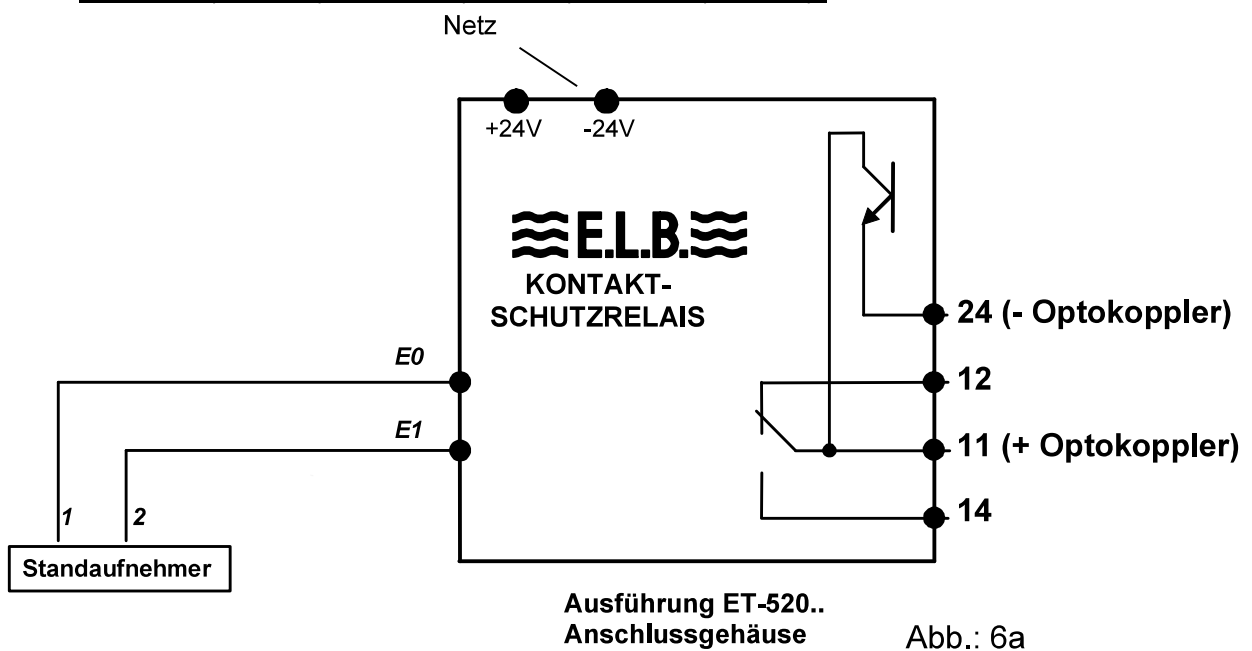 Netz
+24V -24V
E.L.B.
KONTAKT-
SCHUTZRELAIS
24 (- Optokoppler)
E0
12
E1
11 (+ Optokoppler)
1 2
14
Standaufnehmer
Ausführung ET-520..
Anschlussgehäuse
Abb.: 6a